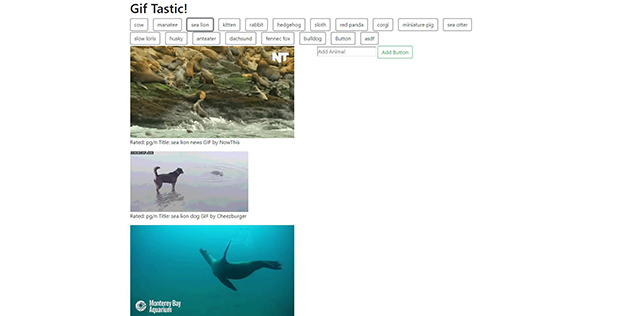 Gif Tastic!
cow manatee sea lion kitten rabbit hedgehog sloth red panda corgi miniature pig sea otter
slow loris husky anteater dachsund fennec fox bulldog Button asdf
Add Animal Add Button
NT
Rated: pg/n Title: sea lion news GIF by NowThis
Rated: pg/n Title: sea lion dog GIF by Cheezburger
Monterey Bay
Aquarium